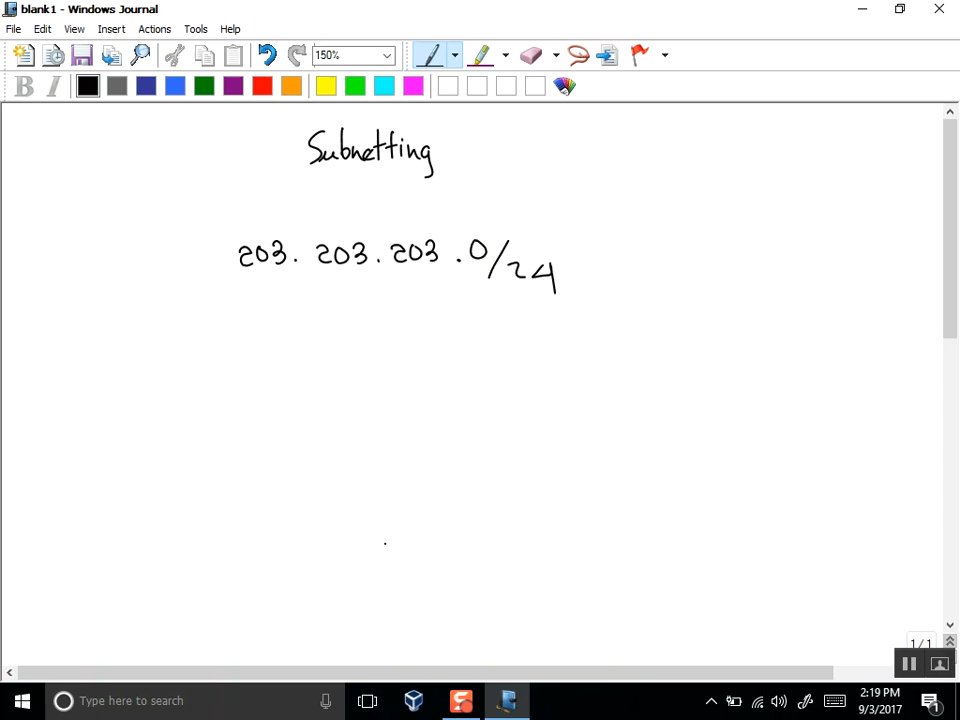 blank1 - Windows Journal
File Edit View Insert Actions Tools Help
150%
B I
Subnetting
203. 203. 203 .0/24
1/1
Type here to search
2:19 PM
9/3/2017
1